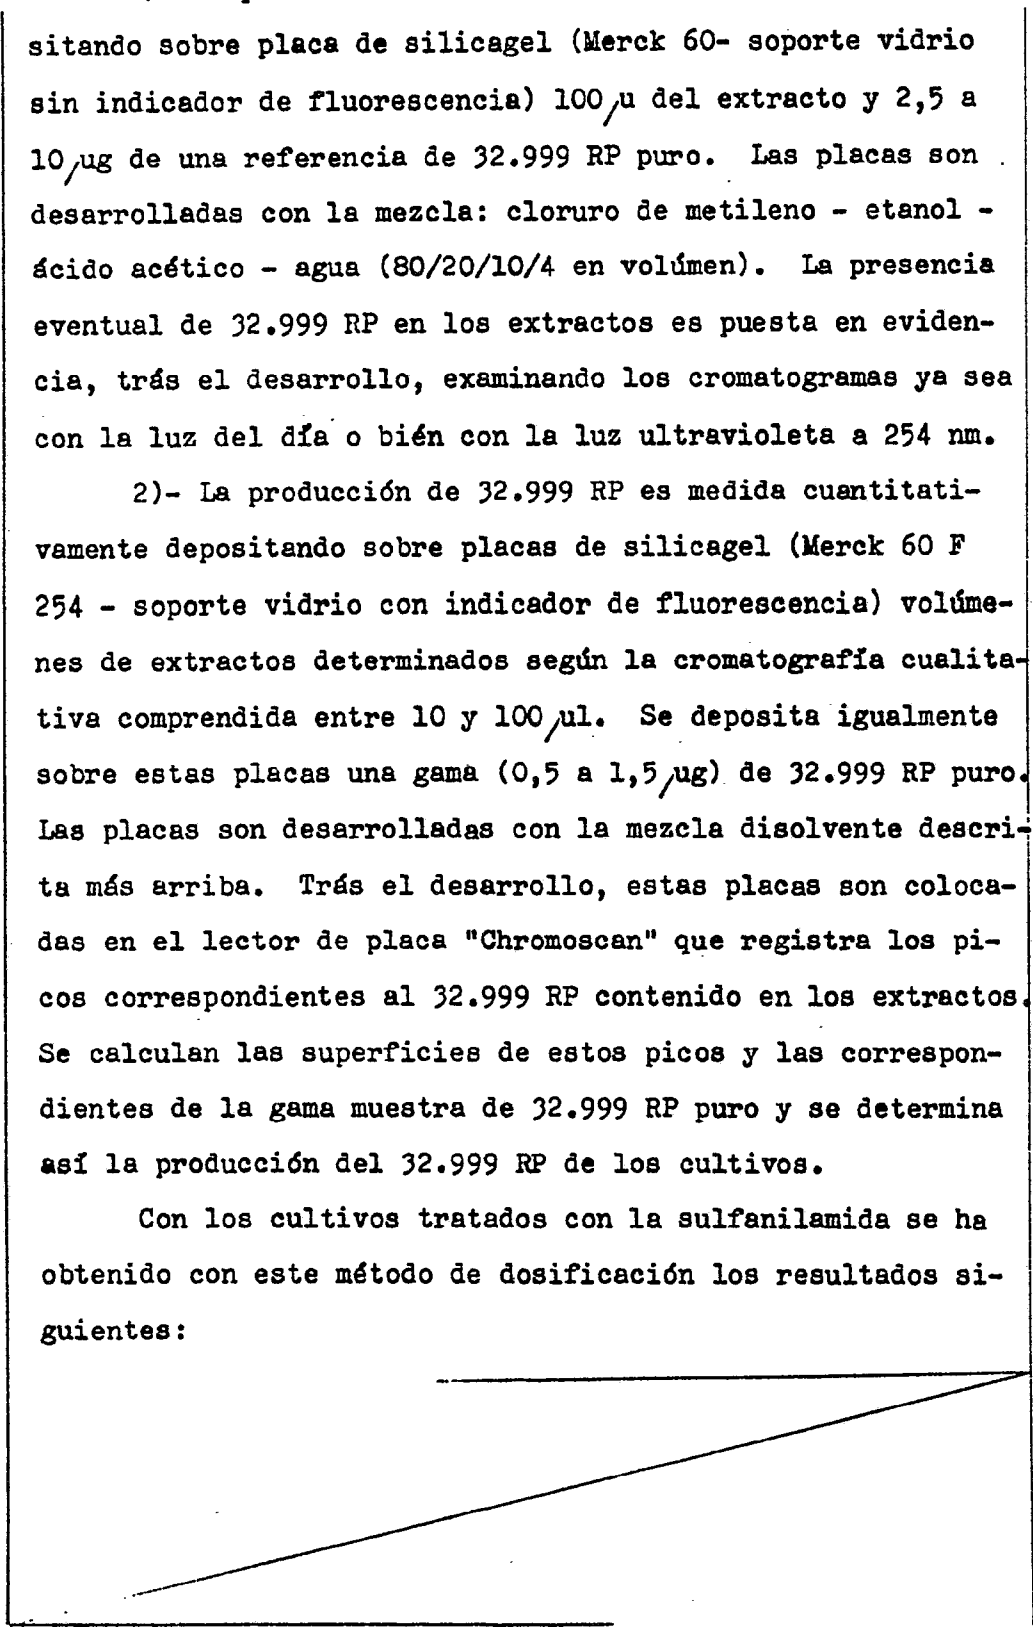 sitando sobre placa de silicagel (Merck 60- soporte vidrio
sin indicador de fluorescencia) 100 µ del extracto y 2,5 a
10 µg de una referencia de 32.999 RP puro. Las placas son
desarrolladas con la mezcla: cloruro de metileno - etanol -
ácido acético - agua (80/20/10/4 en volúmen). La presencia
eventual de 32.999 RP en los extractos es puesta en eviden-
cia, trás el desarrollo, examinando los cromatogramas ya sea
con la luz del día o bién con la luz ultravioleta a 254 nm.
2)- La producción de 32.999 RP es medida cuantitati-
vamente depositando sobre placas de silicagel (Merck 60 F
254 - soporte vidrio con indicador de fluorescencia) volúme-
nes de extractos determinados según la cromatografía cualita-
tiva comprendida entre 10 y 100 µl. Se deposita igualmente
sobre estas placas una gama (0,5 a 1,5 µg) de 32.999 RP puro.
Las placas son desarrolladas con la mezcla disolvente descri-
ta más arriba. Trás el desarrollo, estas placas son coloca-
das en el lector de placa "Chromoscan" que registra los pi-
cos correspondientes al 32.999 RP contenido en los extractos.
Se calculan las superficies de estos picos y las correspon-
dientes de la gama muestra de 32.999 RP puro y se determina
así la producción del 32.999 RP de los cultivos.
Con los cultivos tratados con la sulfanilamida se ha
obtenido con este método de dosificación los resultados si-
guientes: